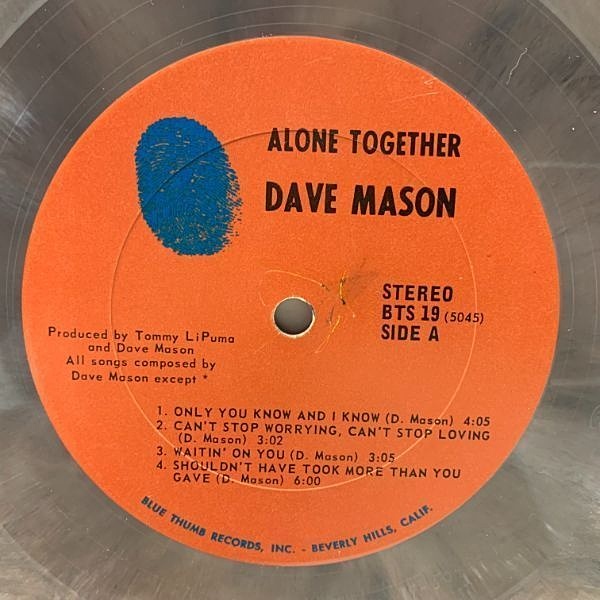 ALONE TOGETHER
DAVE MASON
STEREO
BTS 19 (5045)
SIDE A
Produced by Tommy LiPuma
and Dave Mason
All songs composed by
Dave Mason except *
1. ONLY YOU KNOW AND I KNOW (D. Mason) 4:05
2. CAN'T STOP WORRYING, CAN'T STOP LOVING
(D. Mason) 3:02
3. WAITIN' ON YOU (D. Mason) 3:05
4. SHOULDN'T HAVE TOOK MORE THAN YOU
GAVE (D. Mason) 6:00
BLUE THUMB RECORDS, INC. - BEVERLY HILLS, CALIF.